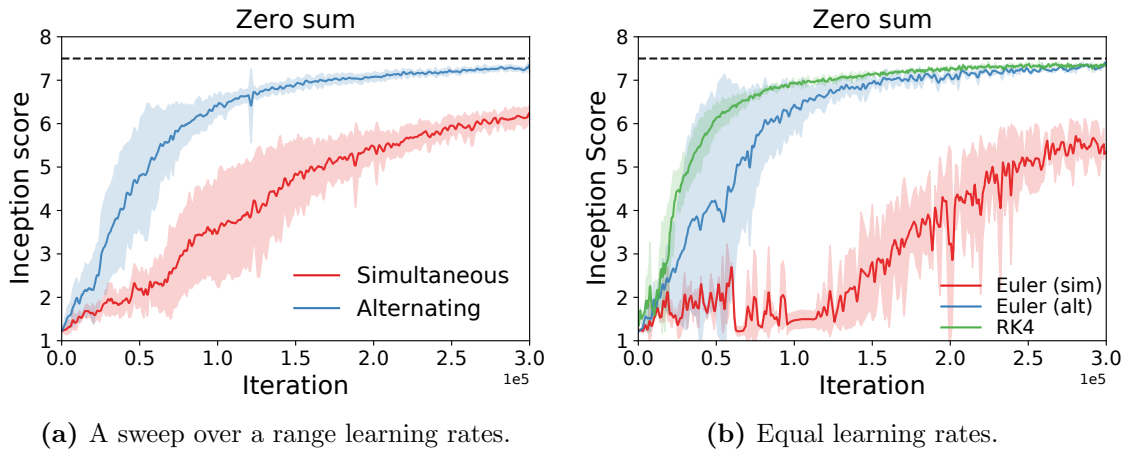 Zero sum
8
7
6
5
4
3
2
1
Inception score
Simultaneous
Alternating
0.0 0.5 1.0 1.5 2.0 2.5 3.0
1e5
Iteration
(a) A sweep over a range learning rates.
Zero sum
8
7
6
5
4
3
2
1
Inception Score
Euler (sim)
Euler (alt)
RK4
0.0 0.5 1.0 1.5 2.0 2.5 3.0
1e5
Iteration
(b) Equal learning rates.